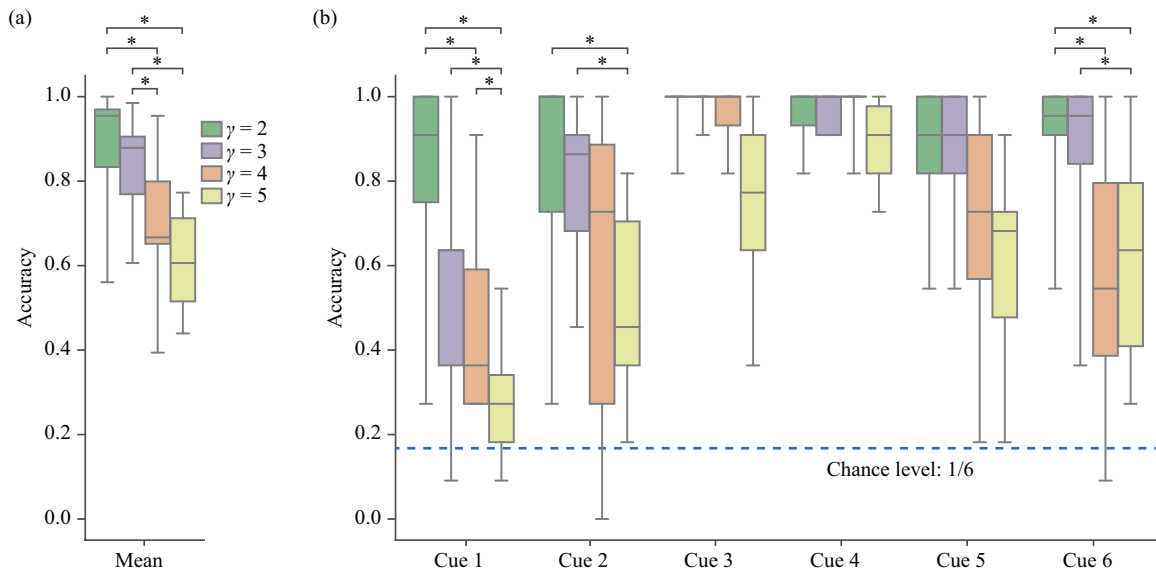 (a)
(b)
* * * *
* * * *
* *
* * *
Accuracy
1.0
0.8
0.6
0.4
0.2
0.0
γ = 2
γ = 3
γ = 4
γ = 5
Mean
Accuracy
1.0
0.8
0.6
0.4
0.2
0.0
Chance level: 1/6
Cue 1 Cue 2 Cue 3 Cue 4 Cue 5 Cue 6